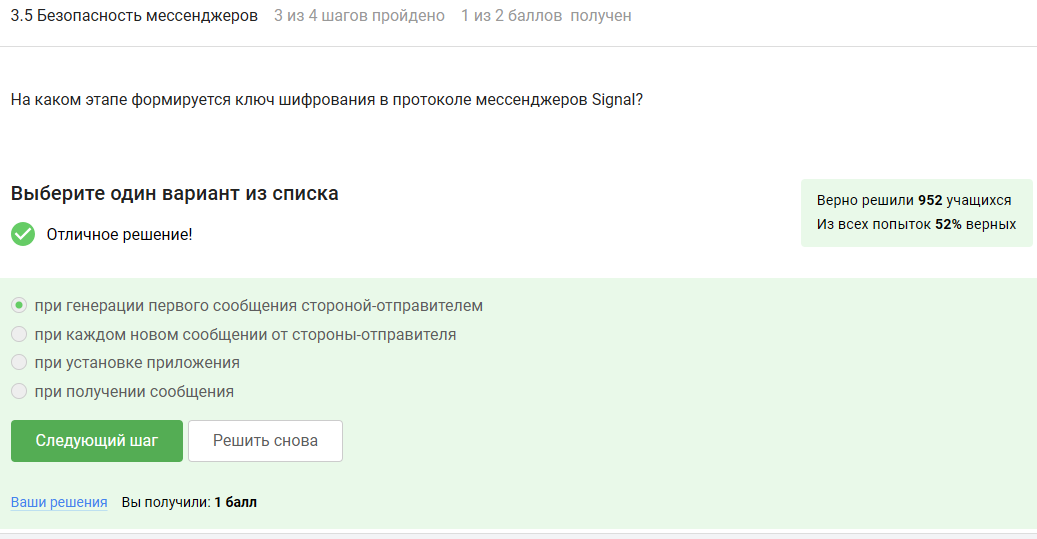 3.5 Безопасность мессенджеров 3 из 4 шагов пройдено 1 из 2 баллов получен
На каком этапе формируется ключ шифрования в протоколе мессенджеров Signal?
Выберите один вариант из списка
Верно решили 952 учащихся
Из всех попыток 52% верных
Отличное решение!
при генерации первого сообщения стороной-отправителем
при каждом новом сообщении от стороны-отправителя
при установке приложения
при получении сообщения
Следующий шаг Решить снова
Ваши решения Вы получили: 1 балл